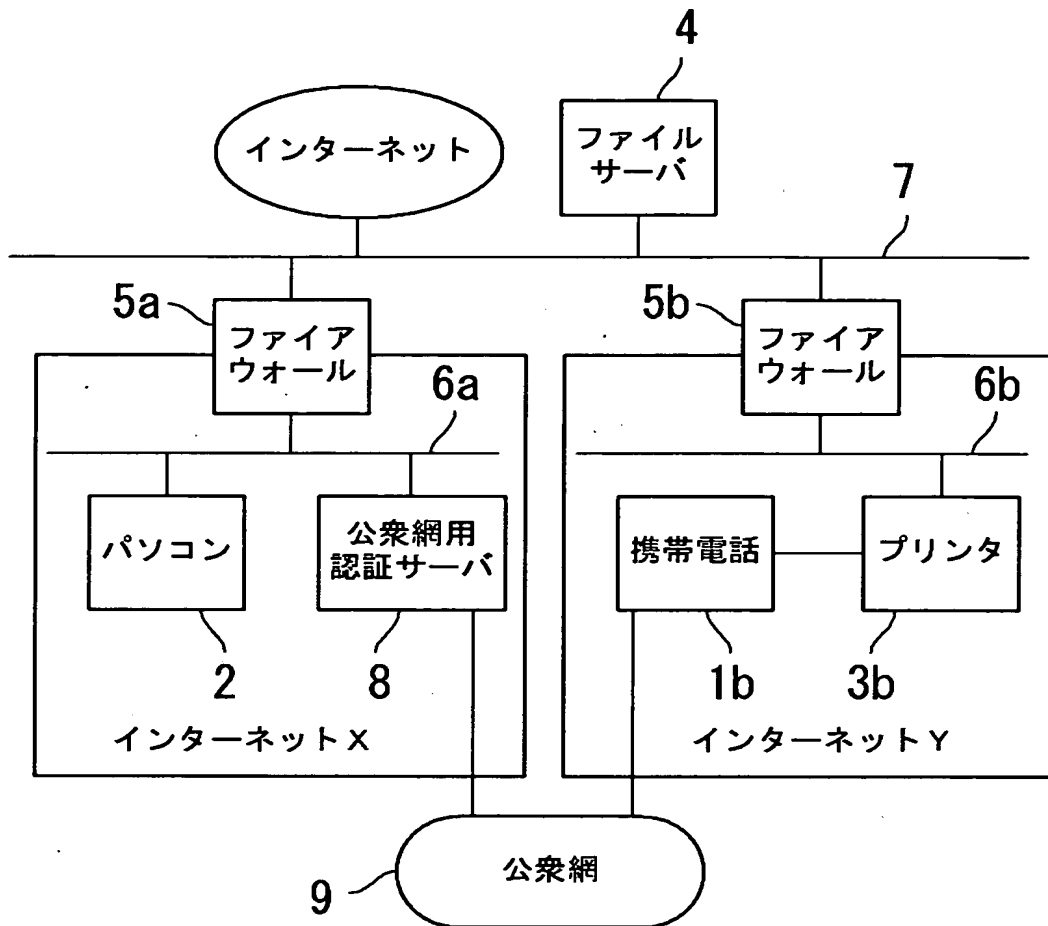 4
インターネット
ファイル
サーバ
7
5a
ファイア
ウォール
5b
ファイア
ウォール
6a
6b
パソコン
公衆網用
認証サーバ
携帯電話
プリンタ
2
8
1b
3b
インターネットX
インターネットY
9
公衆網